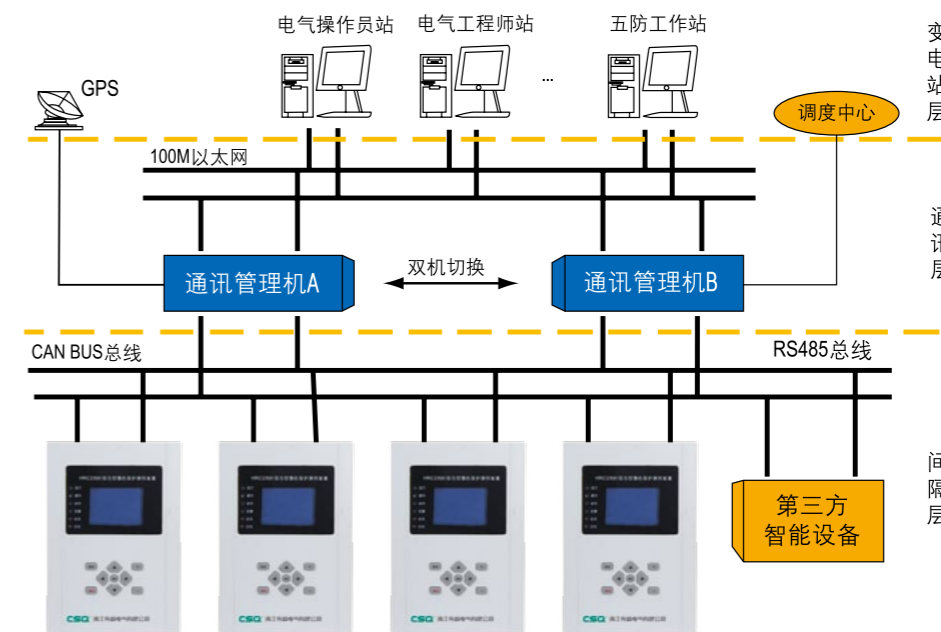 电气操作员站
电气工程师站
五防工作站
...
GPS
调度中心
变
电
站
层
100M以太网
通讯管理机A
双机切换
通讯管理机B
通
讯
层
CAN BUS总线
RS485总线
第三方
智能设备
间
隔
层
CSQ
CSQ
CSQ
CSQ